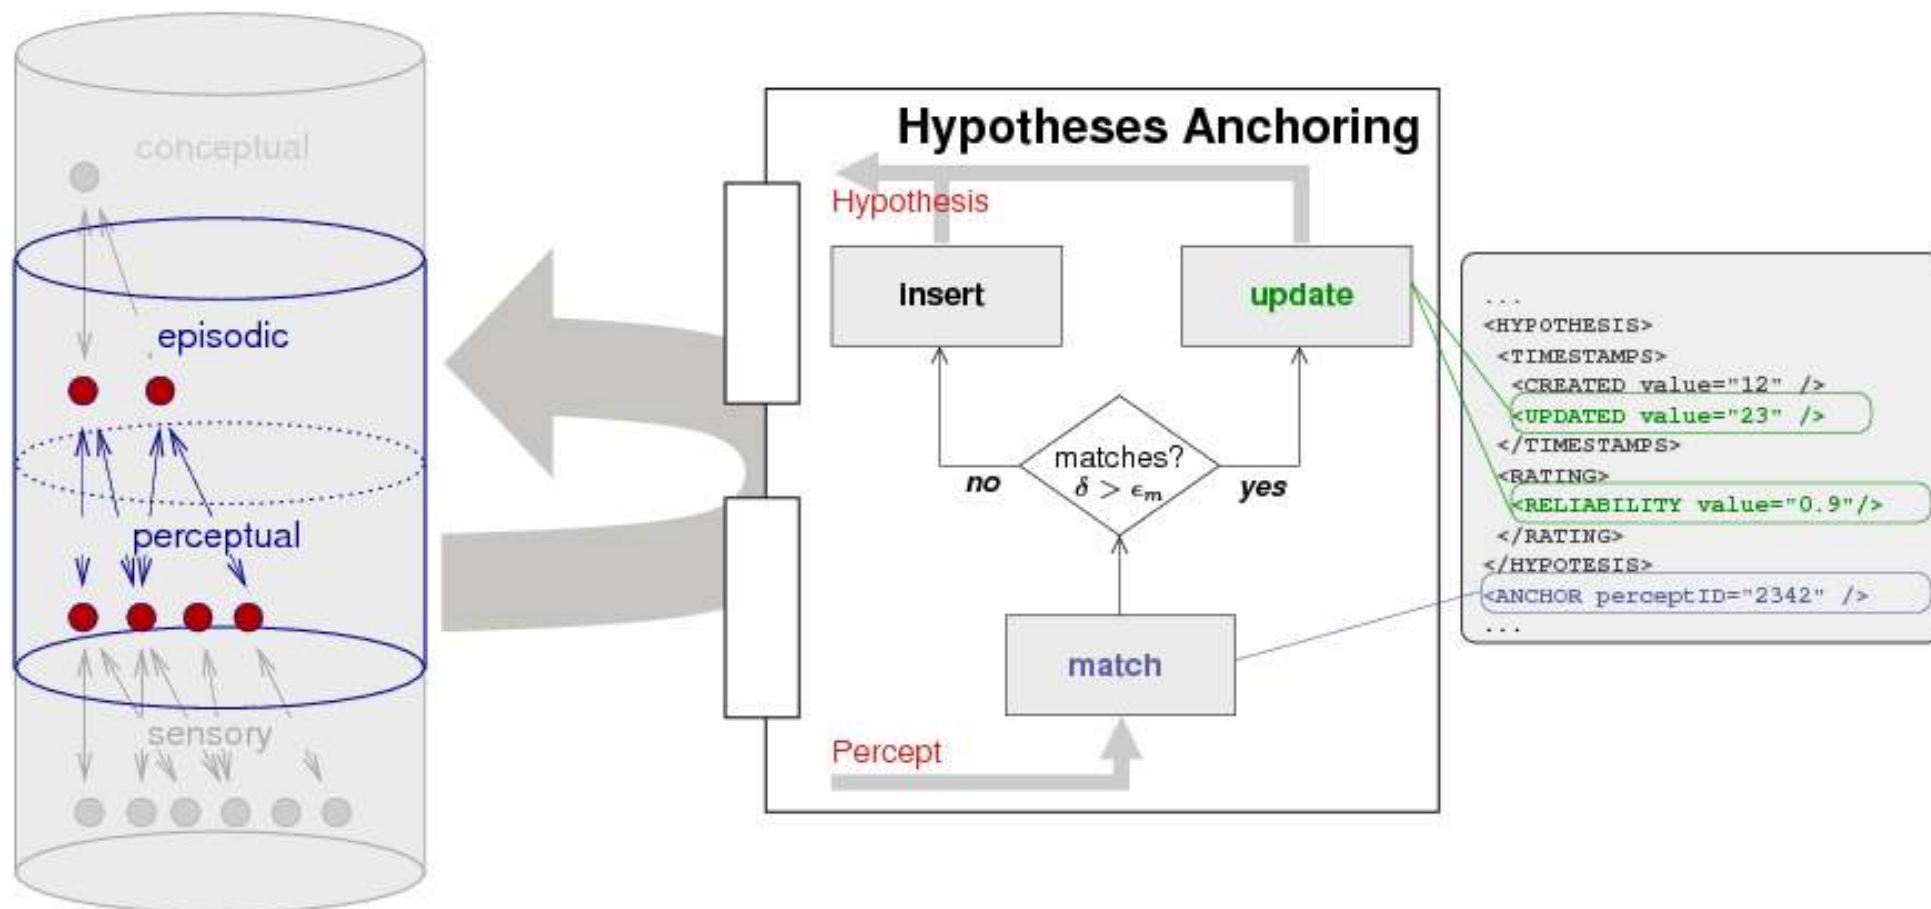 conceptual
episodic
perceptual
sensory
Hypotheses Anchoring
Hypothesis
insert
update
matches?
δ > ϵm
no
yes
match
Percept
...
<HYPOTHESIS>
<TIMESTAMPS>
<CREATED value="12" />
<UPDATED value="23" />
</TIMESTAMPS>
<RATING>
<RELIABILITY value="0.9"/>
</RATING>
</HYPOTESIS>
<ANCHOR perceptID="2342" />
...